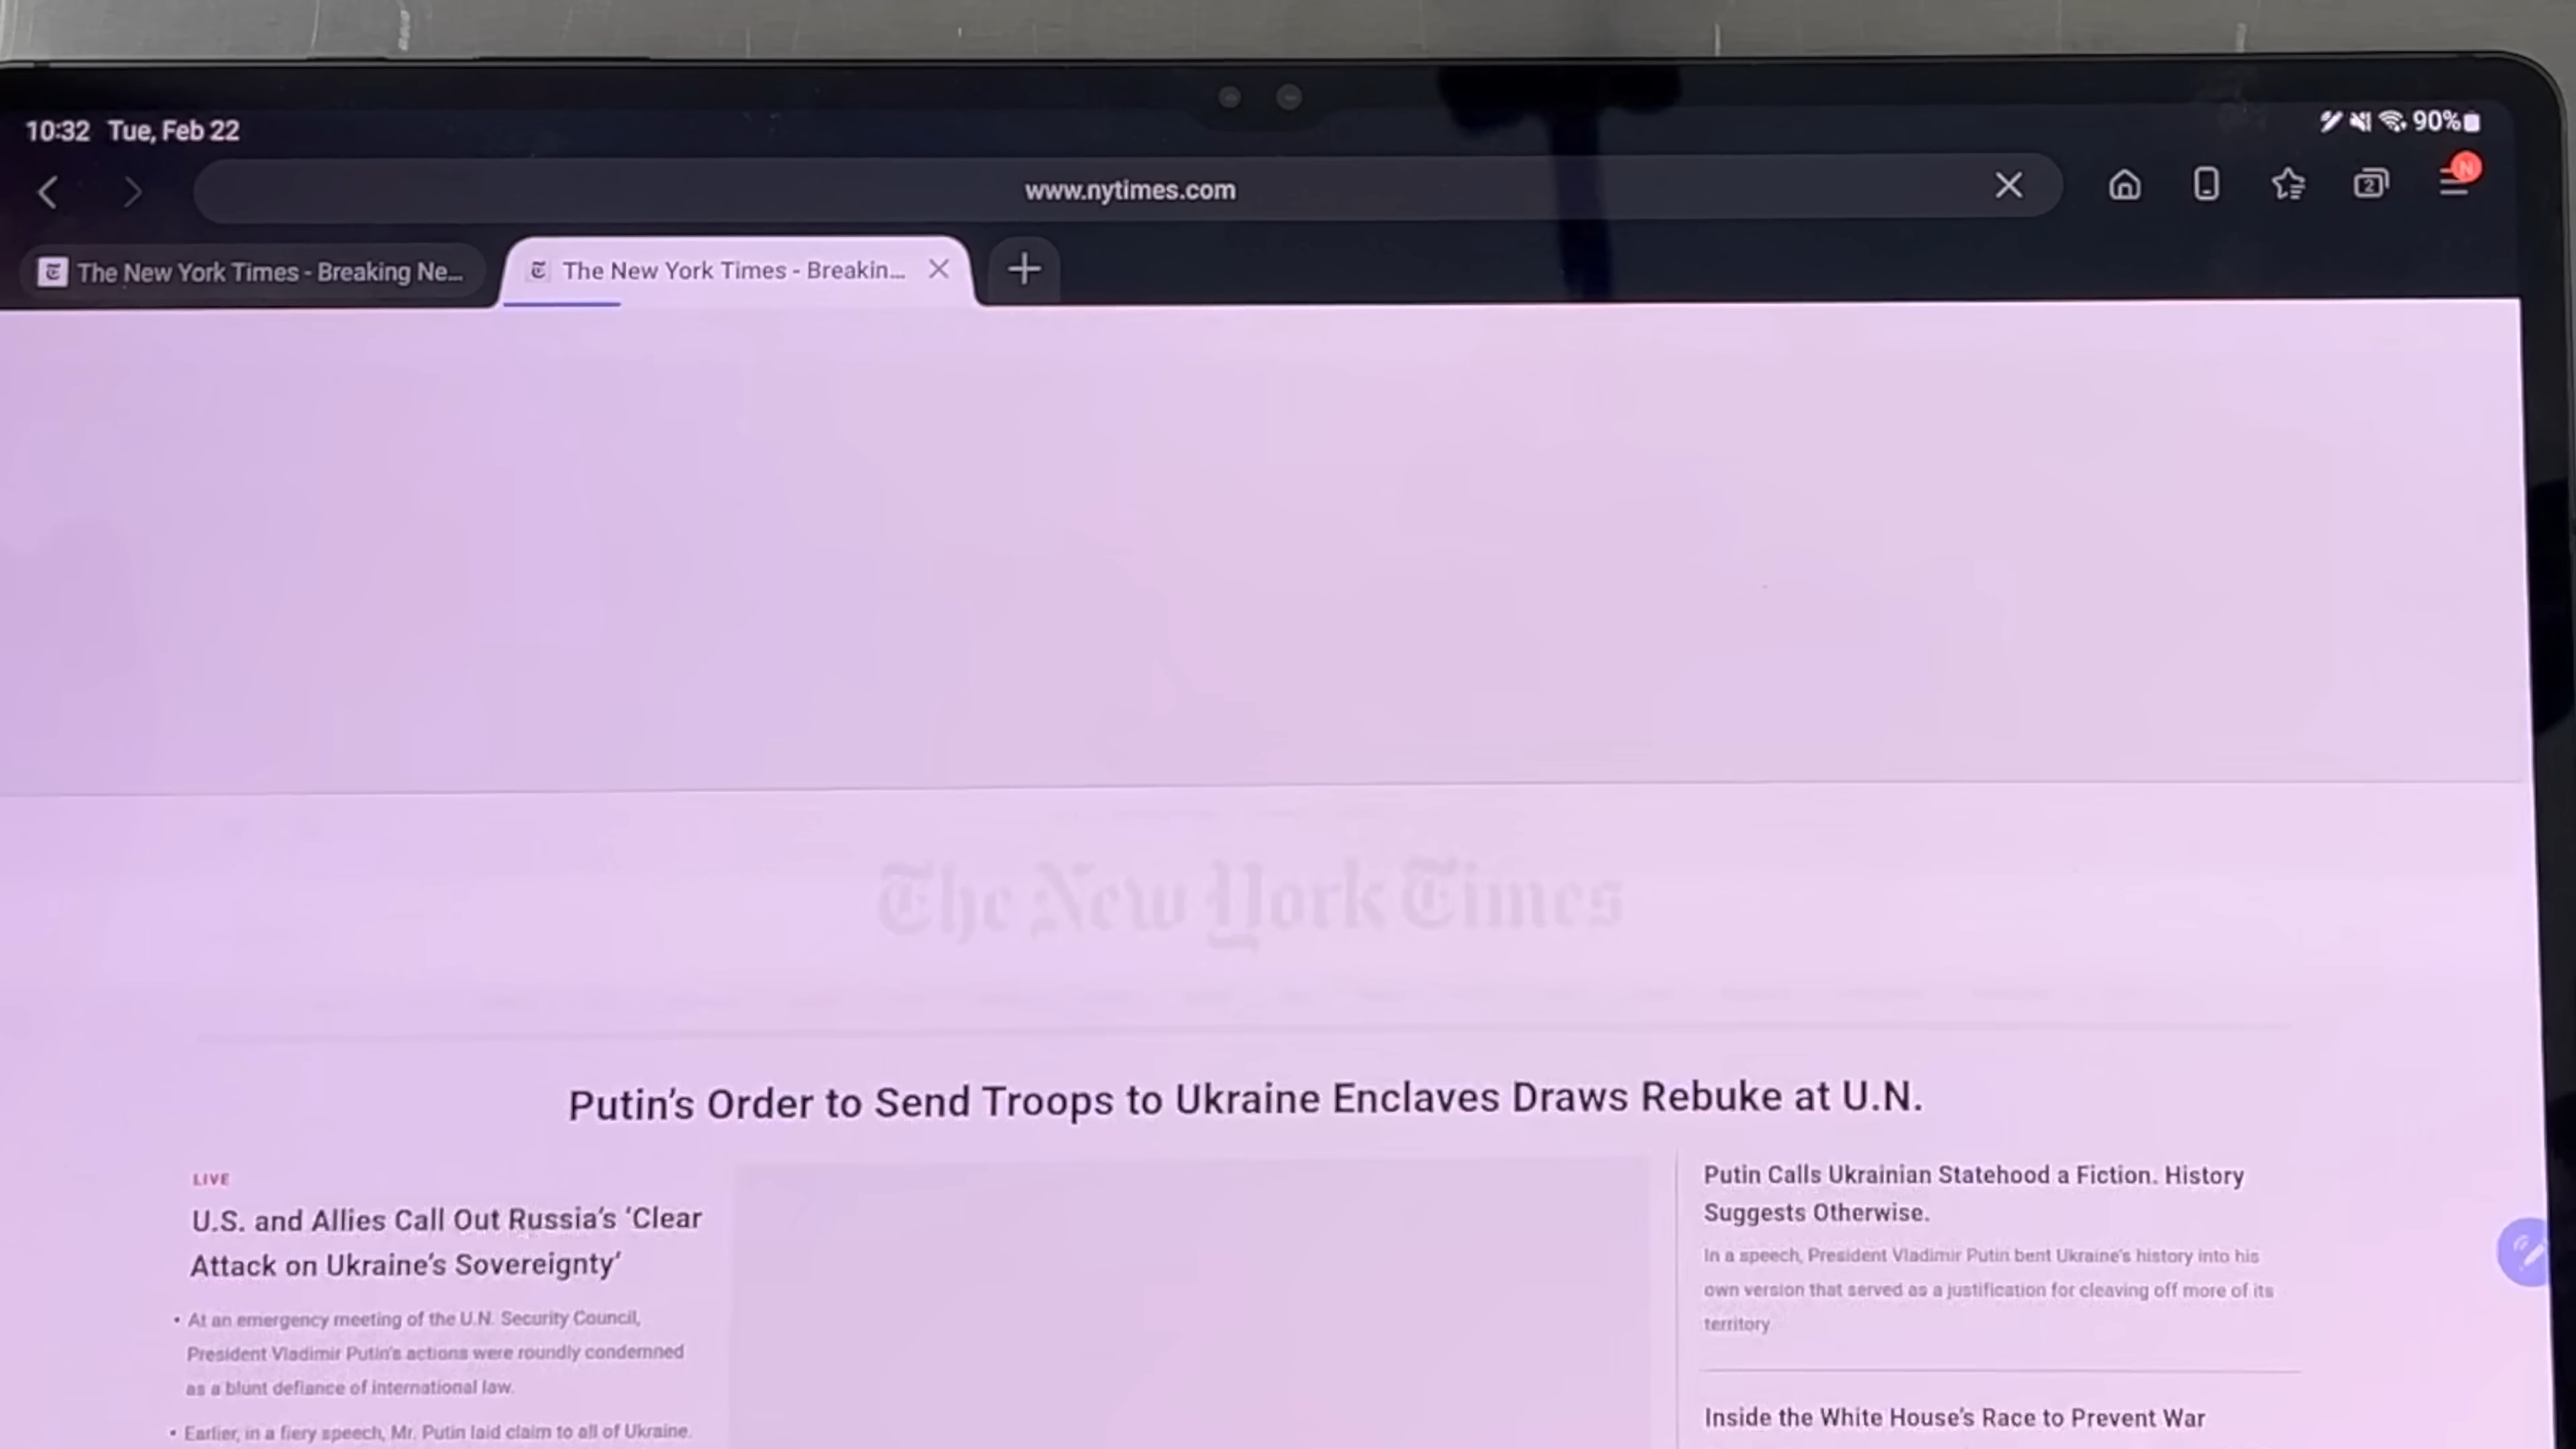 10:32 Tue, Feb 22
90%
www.nytimes.com
2
N
The New York Times - Breaking Ne...
The New York Times - Breakin...
The New York Times
Putin's Order to Send Troops to Ukraine Enclaves Draws Rebuke at U.N.
LIVE
U.S. and Allies Call Out Russia's ‘Clear
Attack on Ukraine's Sovereignty’
• At an emergency meeting of the U.N. Security Council,
President Vladimir Putin's actions were roundly condemned
as a blunt defiance of international law.
• Earlier, in a fiery speech, Mr. Putin laid claim to all of Ukraine.
Putin Calls Ukrainian Statehood a Fiction. History
Suggests Otherwise.
In a speech, President Vladimir Putin bent Ukraine's history into his
own version that served as a justification for cleaving off more of its
territory.
Inside the White House's Race to Prevent War